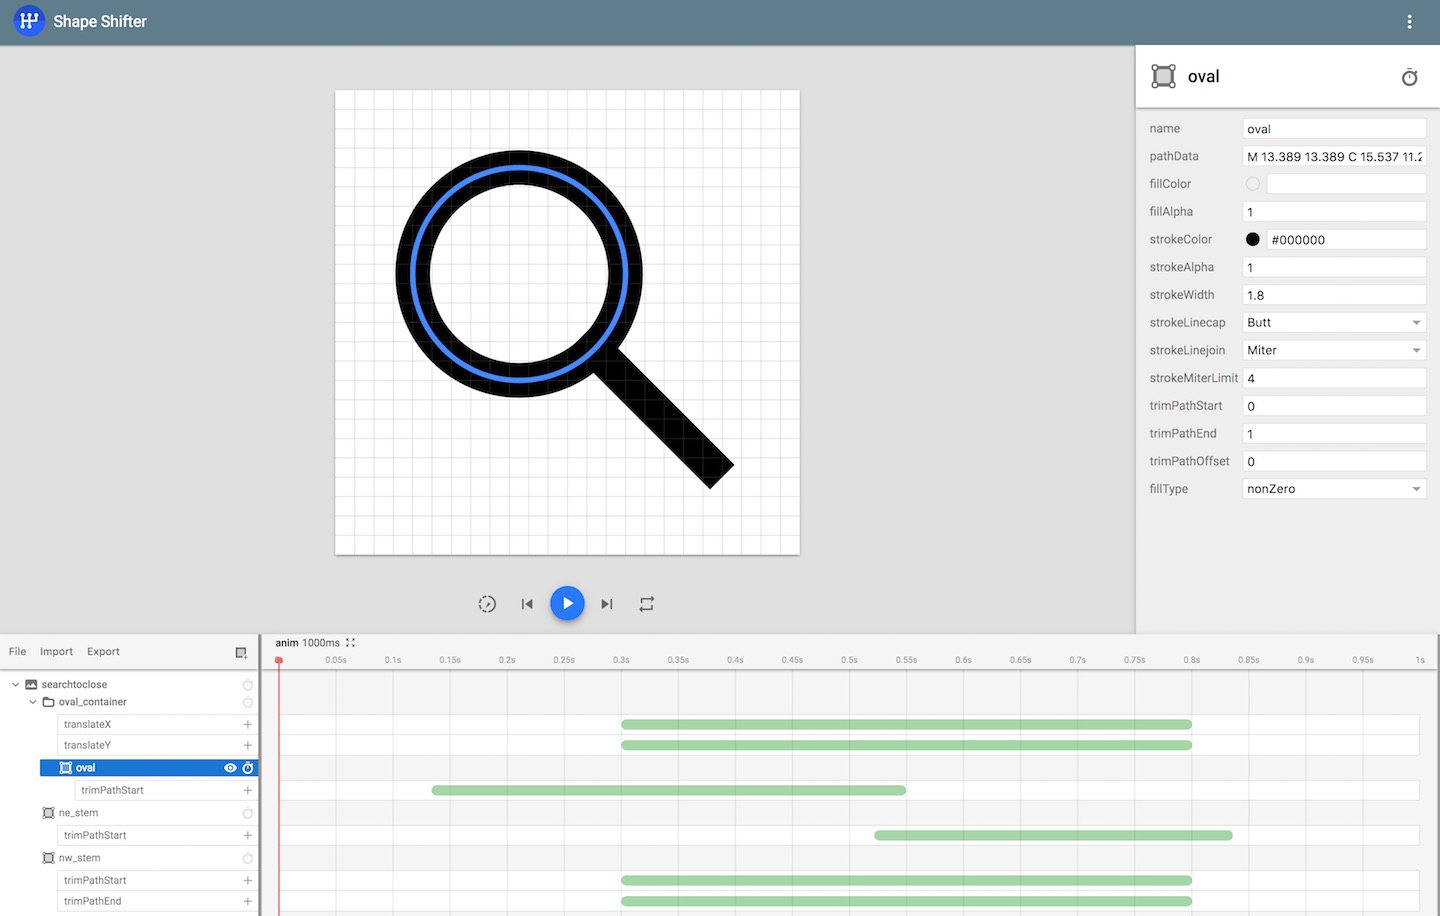 Shape Shifter
oval
name oval
pathData M 13.389 13.389 C 15.537 11.2
fillColor
fillAlpha 1
strokeColor #000000
strokeAlpha 1
strokeWidth 1.8
strokeLinecap Butt
strokeLinejoin Miter
strokeMiterLimit 4
trimPathStart 0
trimPathEnd 1
trimPathOffset 0
fillType nonZero
File Import Export
anim 1000ms
0.05s 0.1s 0.15s 0.2s 0.25s 0.3s 0.35s 0.4s 0.45s 0.5s 0.55s 0.6s 0.65s 0.7s 0.75s 0.8s 0.85s 0.9s 0.95s 1s
searchtoclose
oval_container
translateX
translateY
oval
trimPathStart
ne_stem
trimPathStart
nw_stem
trimPathStart
trimPathEnd